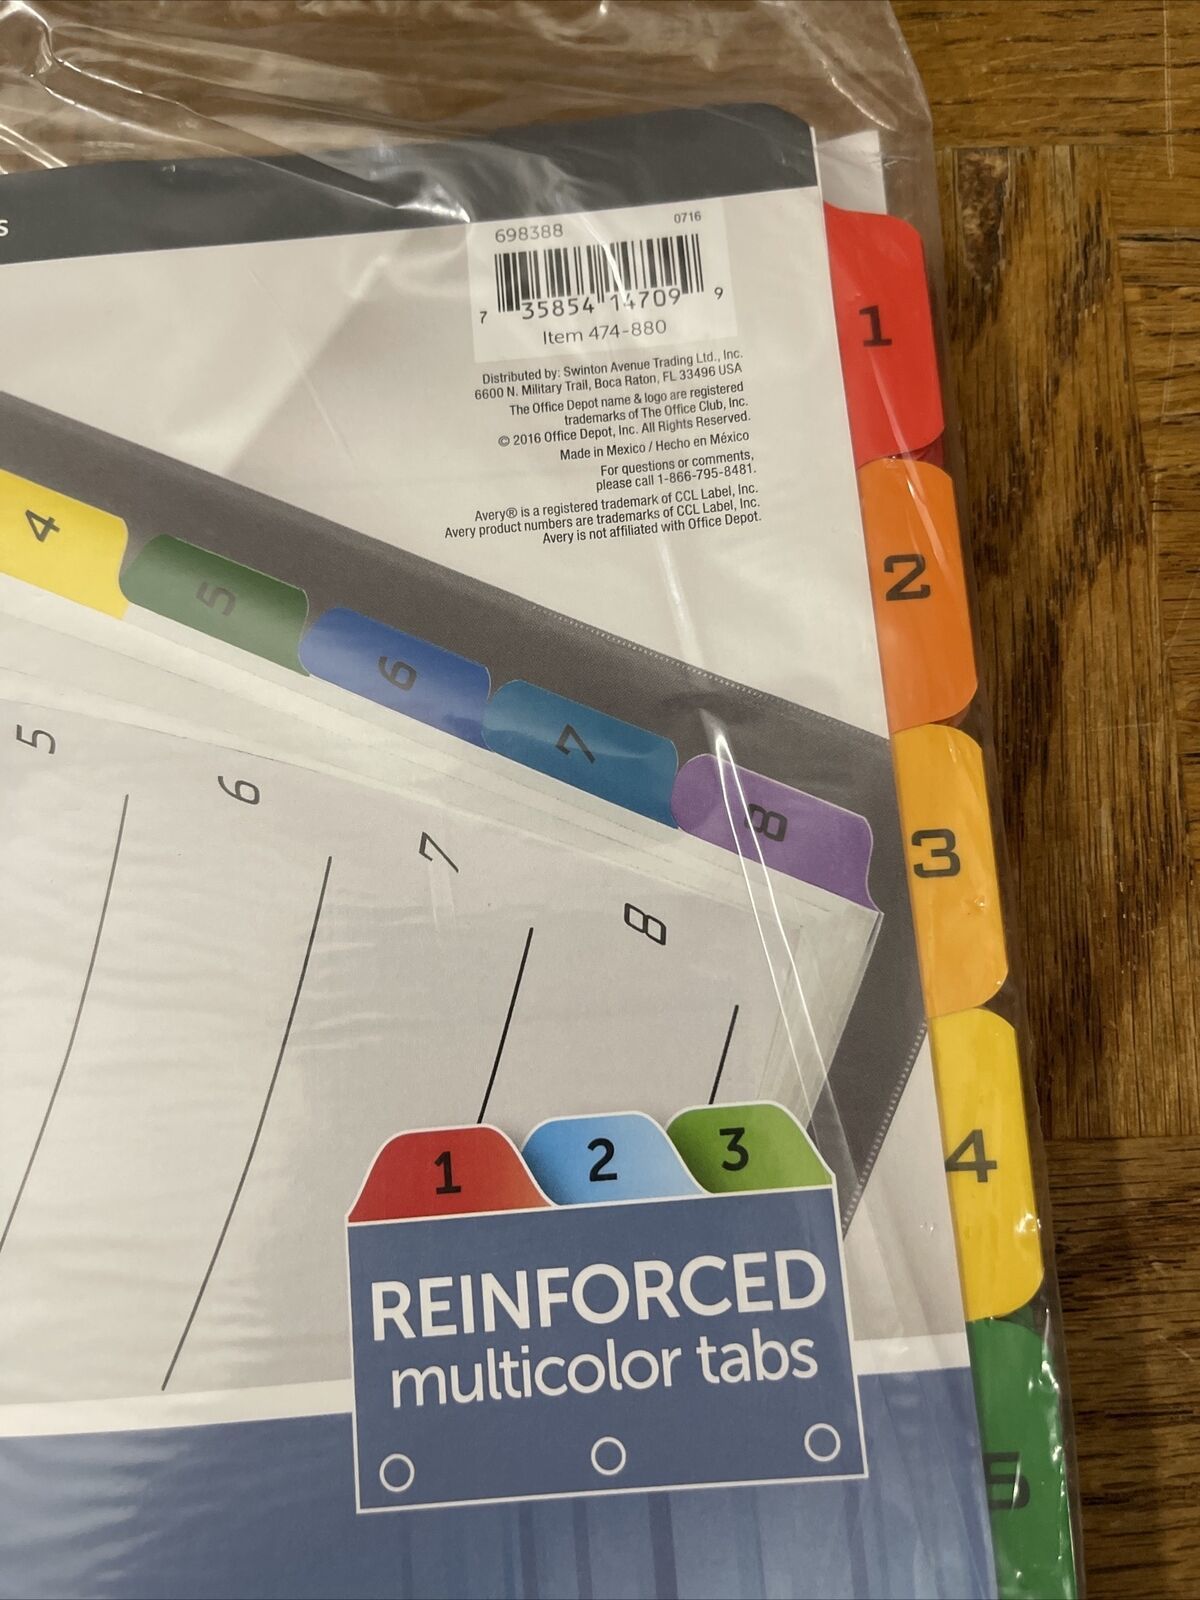 s
698388
0716
7 35854 14709 9
Item 474-880
Distributed by: Swinton Avenue Trading Ltd., Inc.
6600 N. Military Trail, Boca Raton, FL 33496 USA
The Office Depot name & logo are registered
trademarks of The Office Club, Inc.
© 2016 Office Depot, Inc. All Rights Reserved.
Made in Mexico / Hecho en México
For questions or comments,
please call 1-866-795-8481.
Avery® is a registered trademark of CCL Label, Inc.
Avery product numbers are trademarks of CCL Label, Inc.
Avery is not affiliated with Office Depot.
1
2
3
4
5
4
5
6
7
8
5
6
7
8
1
2
3
REINFORCED
multicolor tabs